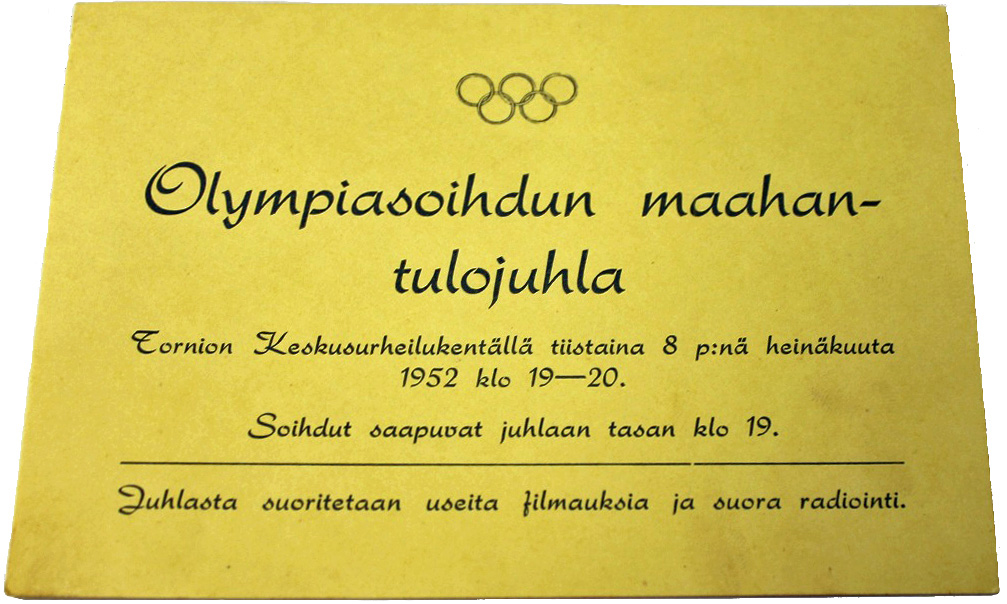 Olympiasoihdun maahan-
tulojuhla
Tornion Keskusurheilukentällä tiistaina 8 p:nä heinäkuuta
1952 klo 19—20.
Soihdut saapuvat juhlaan tasan klo 19.
Juhlasta suoritetaan useita filmauksia ja suora radiointi.